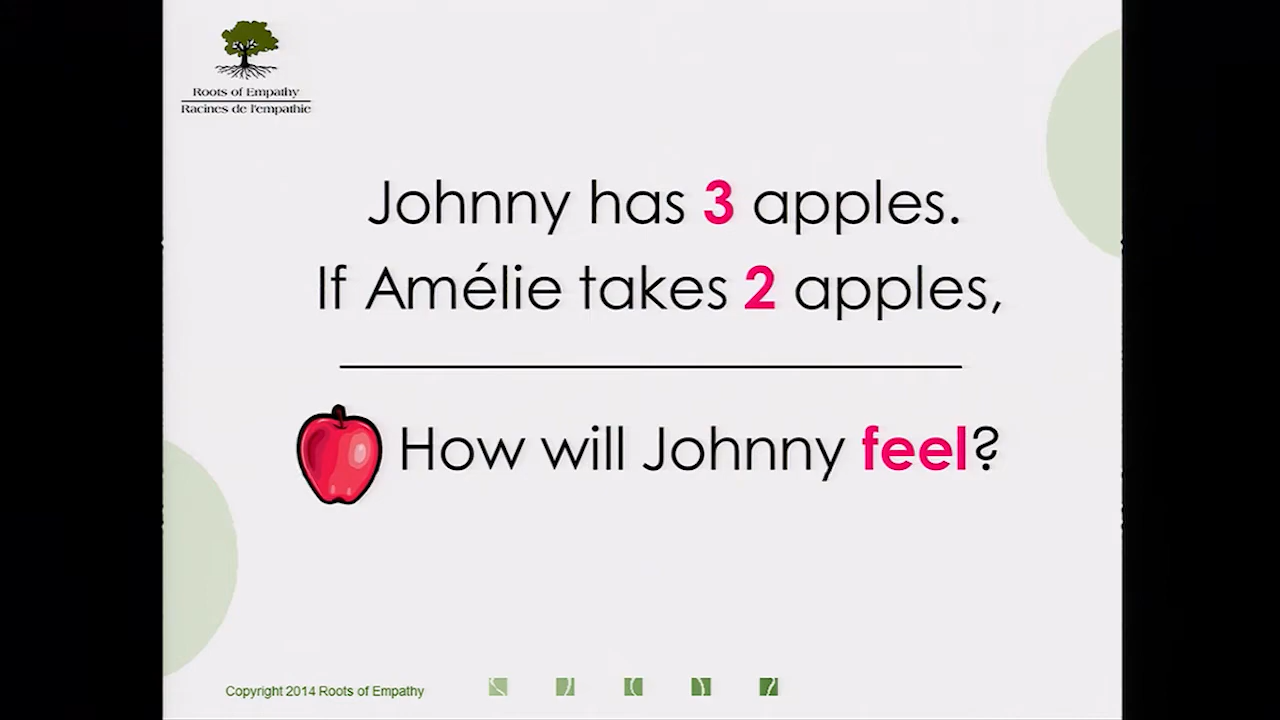 Roots of Empathy
Racines de l'empathie
Johnny has 3 apples.
If Amélie takes 2 apples,
How will Johnny feel?
Copyright 2014 Roots of Empathy